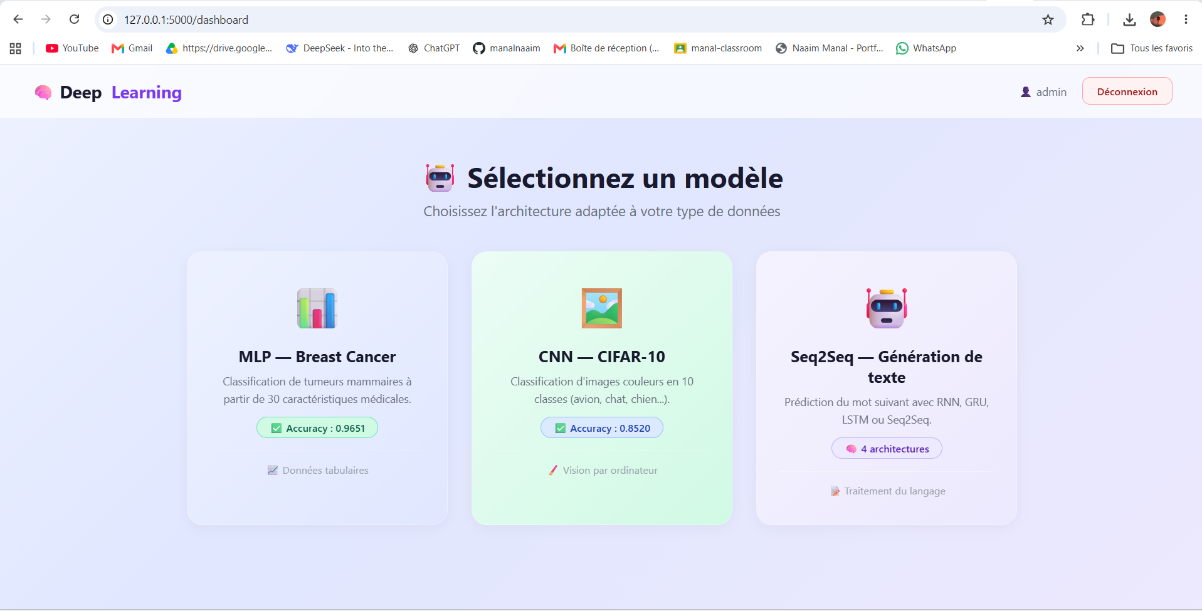 127.0.0.1:5000/dashboard
YouTube Gmail https://drive.google... DeepSeek - Into the... ChatGPT manalnaaim Boîte de réception (... manal-classroom Naaim Manal - Portf... WhatsApp » Tous les favoris
Deep Learning admin Déconnexion
Sélectionnez un modèle
Choisissez l'architecture adaptée à votre type de données
MLP — Breast Cancer
Classification de tumeurs mammaires à
partir de 30 caractéristiques médicales.
Accuracy : 0.9651
Données tabulaires
CNN — CIFAR-10
Classification d'images couleurs en 10
classes (avion, chat, chien...).
Accuracy : 0.8520
Vision par ordinateur
Seq2Seq — Génération de
texte
Prédiction du mot suivant avec RNN, GRU,
LSTM ou Seq2Seq.
4 architectures
Traitement du langage